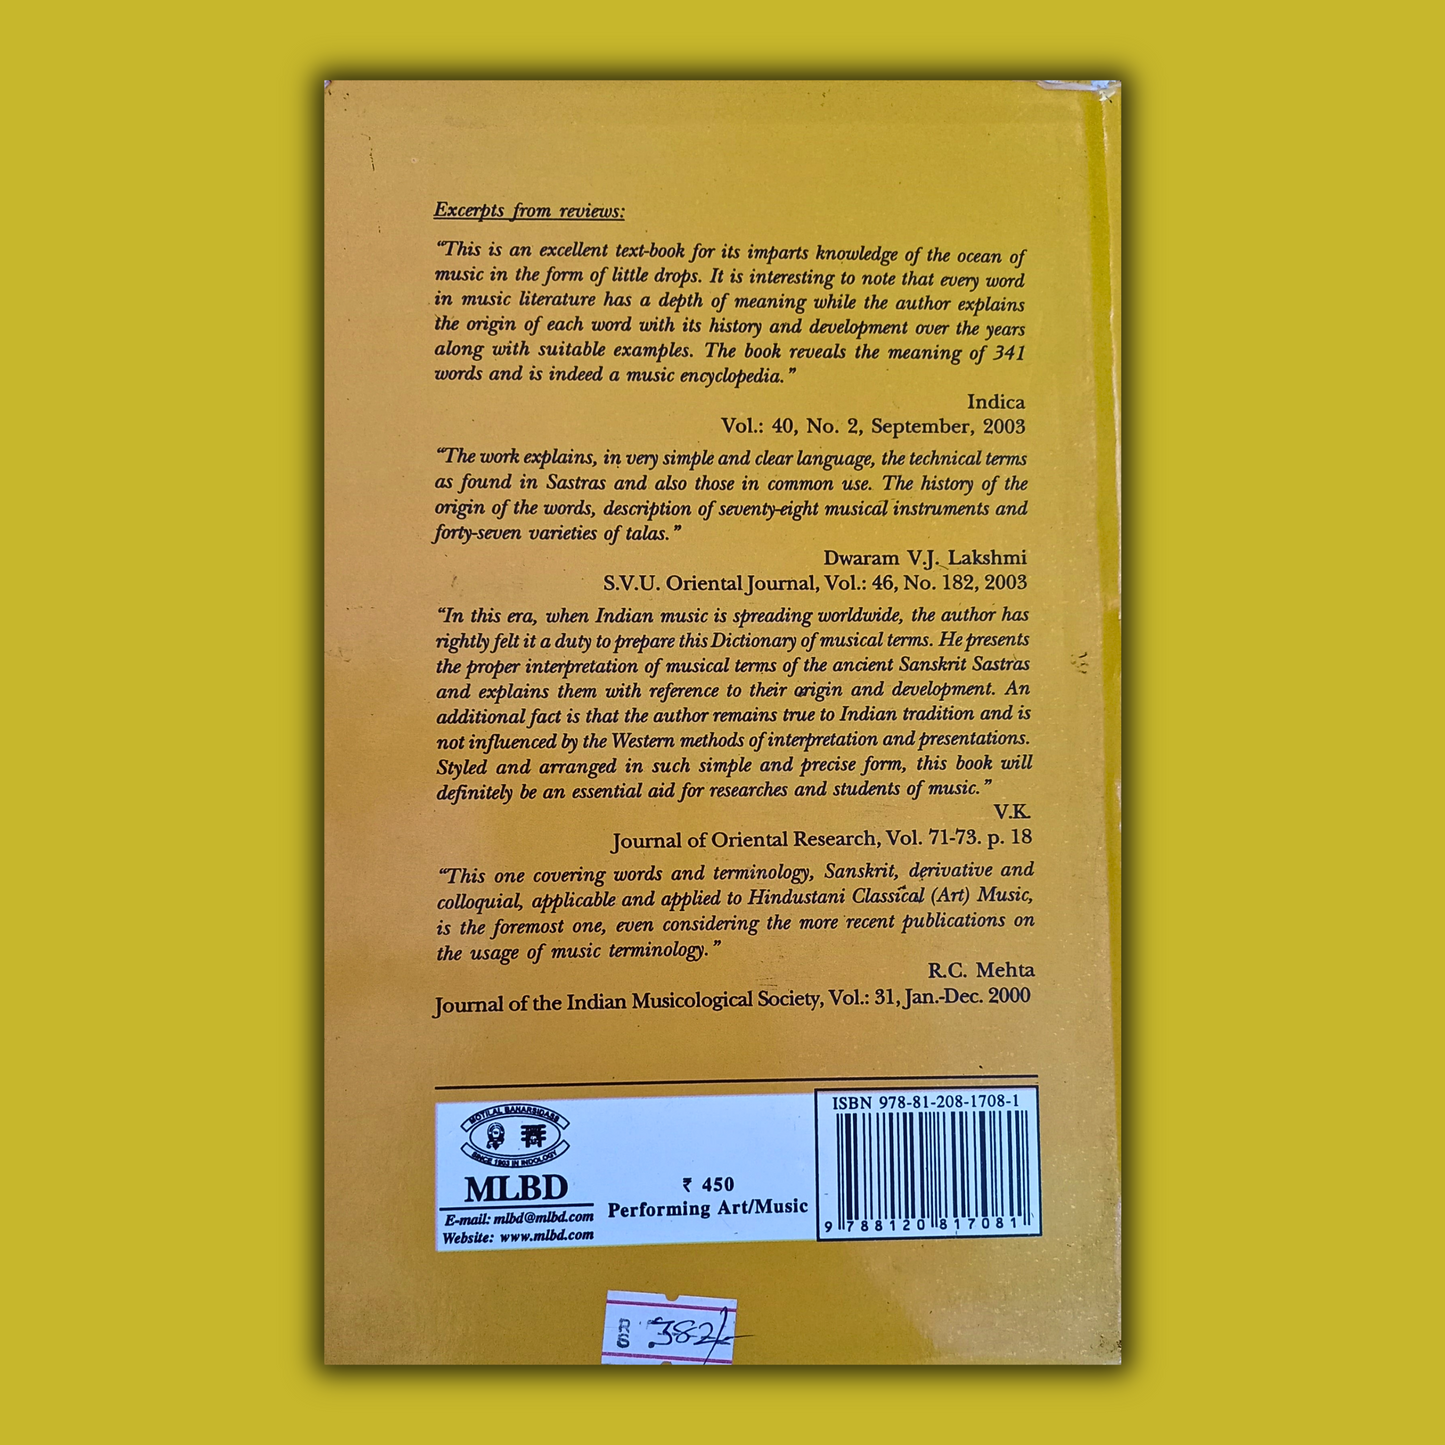 Excerpts from reviews:
“This is an excellent text-book for its imparts knowledge of the ocean of
music in the form of little drops. It is interesting to note that every word
in music literature has a depth of meaning while the author explains
the origin of each word with its history and development over the years
along with suitable examples. The book reveals the meaning of 341
words and is indeed a music encyclopedia.”
Indica
Vol.: 40, No. 2, September, 2003
“The work explains, in very simple and clear language, the technical terms
as found in Sastras and also those in common use. The history of the
origin of the words, description of seventy-eight musical instruments and
forty-seven varieties of talas.”
Dwaram V.J. Lakshmi
S.V.U. Oriental Journal, Vol.: 46, No. 182, 2003
“In this era, when Indian music is spreading worldwide, the author has
rightly felt it a duty to prepare this Dictionary of musical terms. He presents
the proper interpretation of musical terms of the ancient Sanskrit Sastras
and explains them with reference to their origin and development. An
additional fact is that the author remains true to Indian tradition and is
not influenced by the Western methods of interpretation and presentations.
Styled and arranged in such simple and precise form, this book will
definitely be an essential aid for researches and students of music.”
V.K.
Journal of Oriental Research, Vol. 71-73. p. 18
“This one covering words and terminology, Sanskrit, derivative and
colloquial, applicable and applied to Hindustani Classical (Art) Music,
is the foremost one, even considering the more recent publications on
the usage of music terminology.”
R.C. Mehta
Journal of the Indian Musicological Society, Vol.: 31, Jan.-Dec. 2000
MOTILAL BANARSIDASS
SINCE 1903 IN INDOLOGY
MLBD
E-mail: mlbd@mlbd.com
Website: www.mlbd.com
₹ 450
Performing Art/Music
ISBN 978-81-208-1708-1
9 788120 817081
382/-